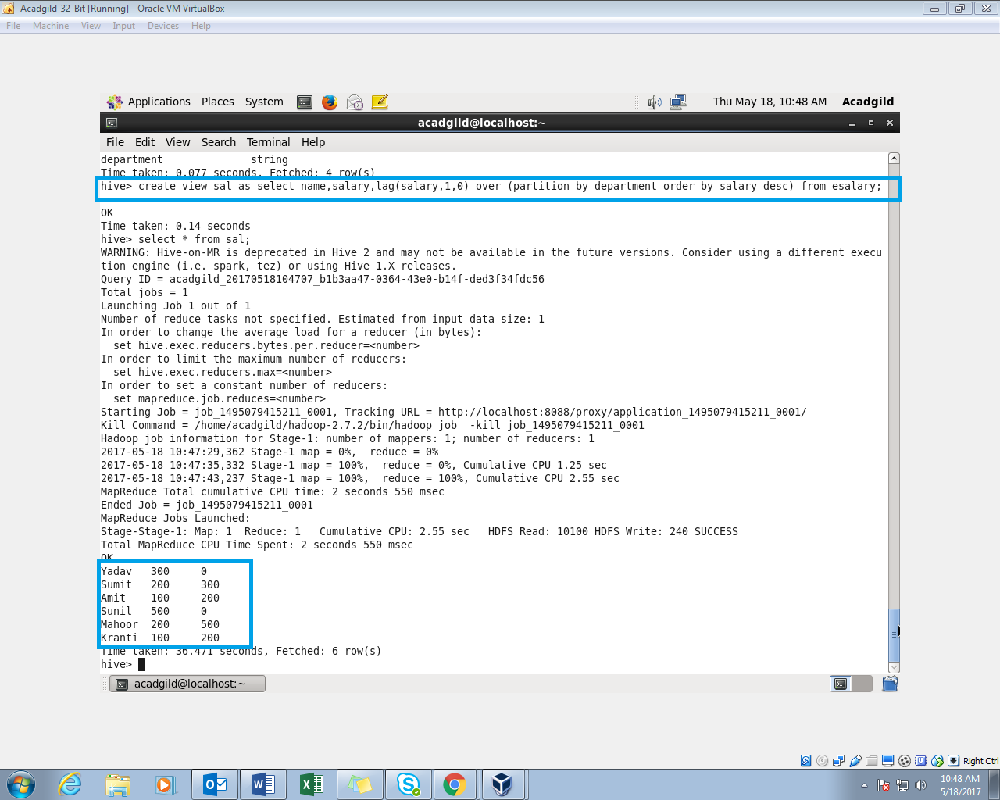 Acadgild_32_Bit [Running] - Oracle VM VirtualBox
File Machine View Input Devices Help
Applications Places System Thu May 18, 10:48 AM Acadgild
acadgild@localhost:~
File Edit View Search Terminal Help
department string
Time taken: 0.077 seconds, Fetched: 4 row(s)
hive> create view sal as select name,salary,lag(salary,1,0) over (partition by department order by salary desc) from esalary;
OK
Time taken: 0.14 seconds
hive> select * from sal;
WARNING: Hive-on-MR is deprecated in Hive 2 and may not be available in the future versions. Consider using a different execu
tion engine (i.e. spark, tez) or using Hive 1.X releases.
Query ID = acadgild_20170518104707_b1b3aa47-0364-43e0-b14f-ded3f34fdc56
Total jobs = 1
Launching Job 1 out of 1
Number of reduce tasks not specified. Estimated from input data size: 1
In order to change the average load for a reducer (in bytes):
  set hive.exec.reducers.bytes.per.reducer=<number>
In order to limit the maximum number of reducers:
  set hive.exec.reducers.max=<number>
In order to set a constant number of reducers:
  set mapreduce.job.reduces=<number>
Starting Job = job_1495079415211_0001, Tracking URL = http://localhost:8088/proxy/application_1495079415211_0001/
Kill Command = /home/acadgild/hadoop-2.7.2/bin/hadoop job  -kill job_1495079415211_0001
Hadoop job information for Stage-1: number of mappers: 1; number of reducers: 1
2017-05-18 10:47:29,362 Stage-1 map = 0%,  reduce = 0%
2017-05-18 10:47:35,332 Stage-1 map = 100%,  reduce = 0%, Cumulative CPU 1.25 sec
2017-05-18 10:47:43,237 Stage-1 map = 100%,  reduce = 100%, Cumulative CPU 2.55 sec
MapReduce Total cumulative CPU time: 2 seconds 550 msec
Ended Job = job_1495079415211_0001
MapReduce Jobs Launched:
Stage-Stage-1: Map: 1  Reduce: 1   Cumulative CPU: 2.55 sec   HDFS Read: 10100 HDFS Write: 240 SUCCESS
Total MapReduce CPU Time Spent: 2 seconds 550 msec
OK
Yadav 300 0
Sumit 200 300
Amit 100 200
Sunil 500 0
Mahoor 200 500
Kranti 100 200
Time taken: 36.471 seconds, Fetched: 6 row(s)
hive>
acadgild@localhost:~
Right Ctrl
10:48 AM
5/18/2017